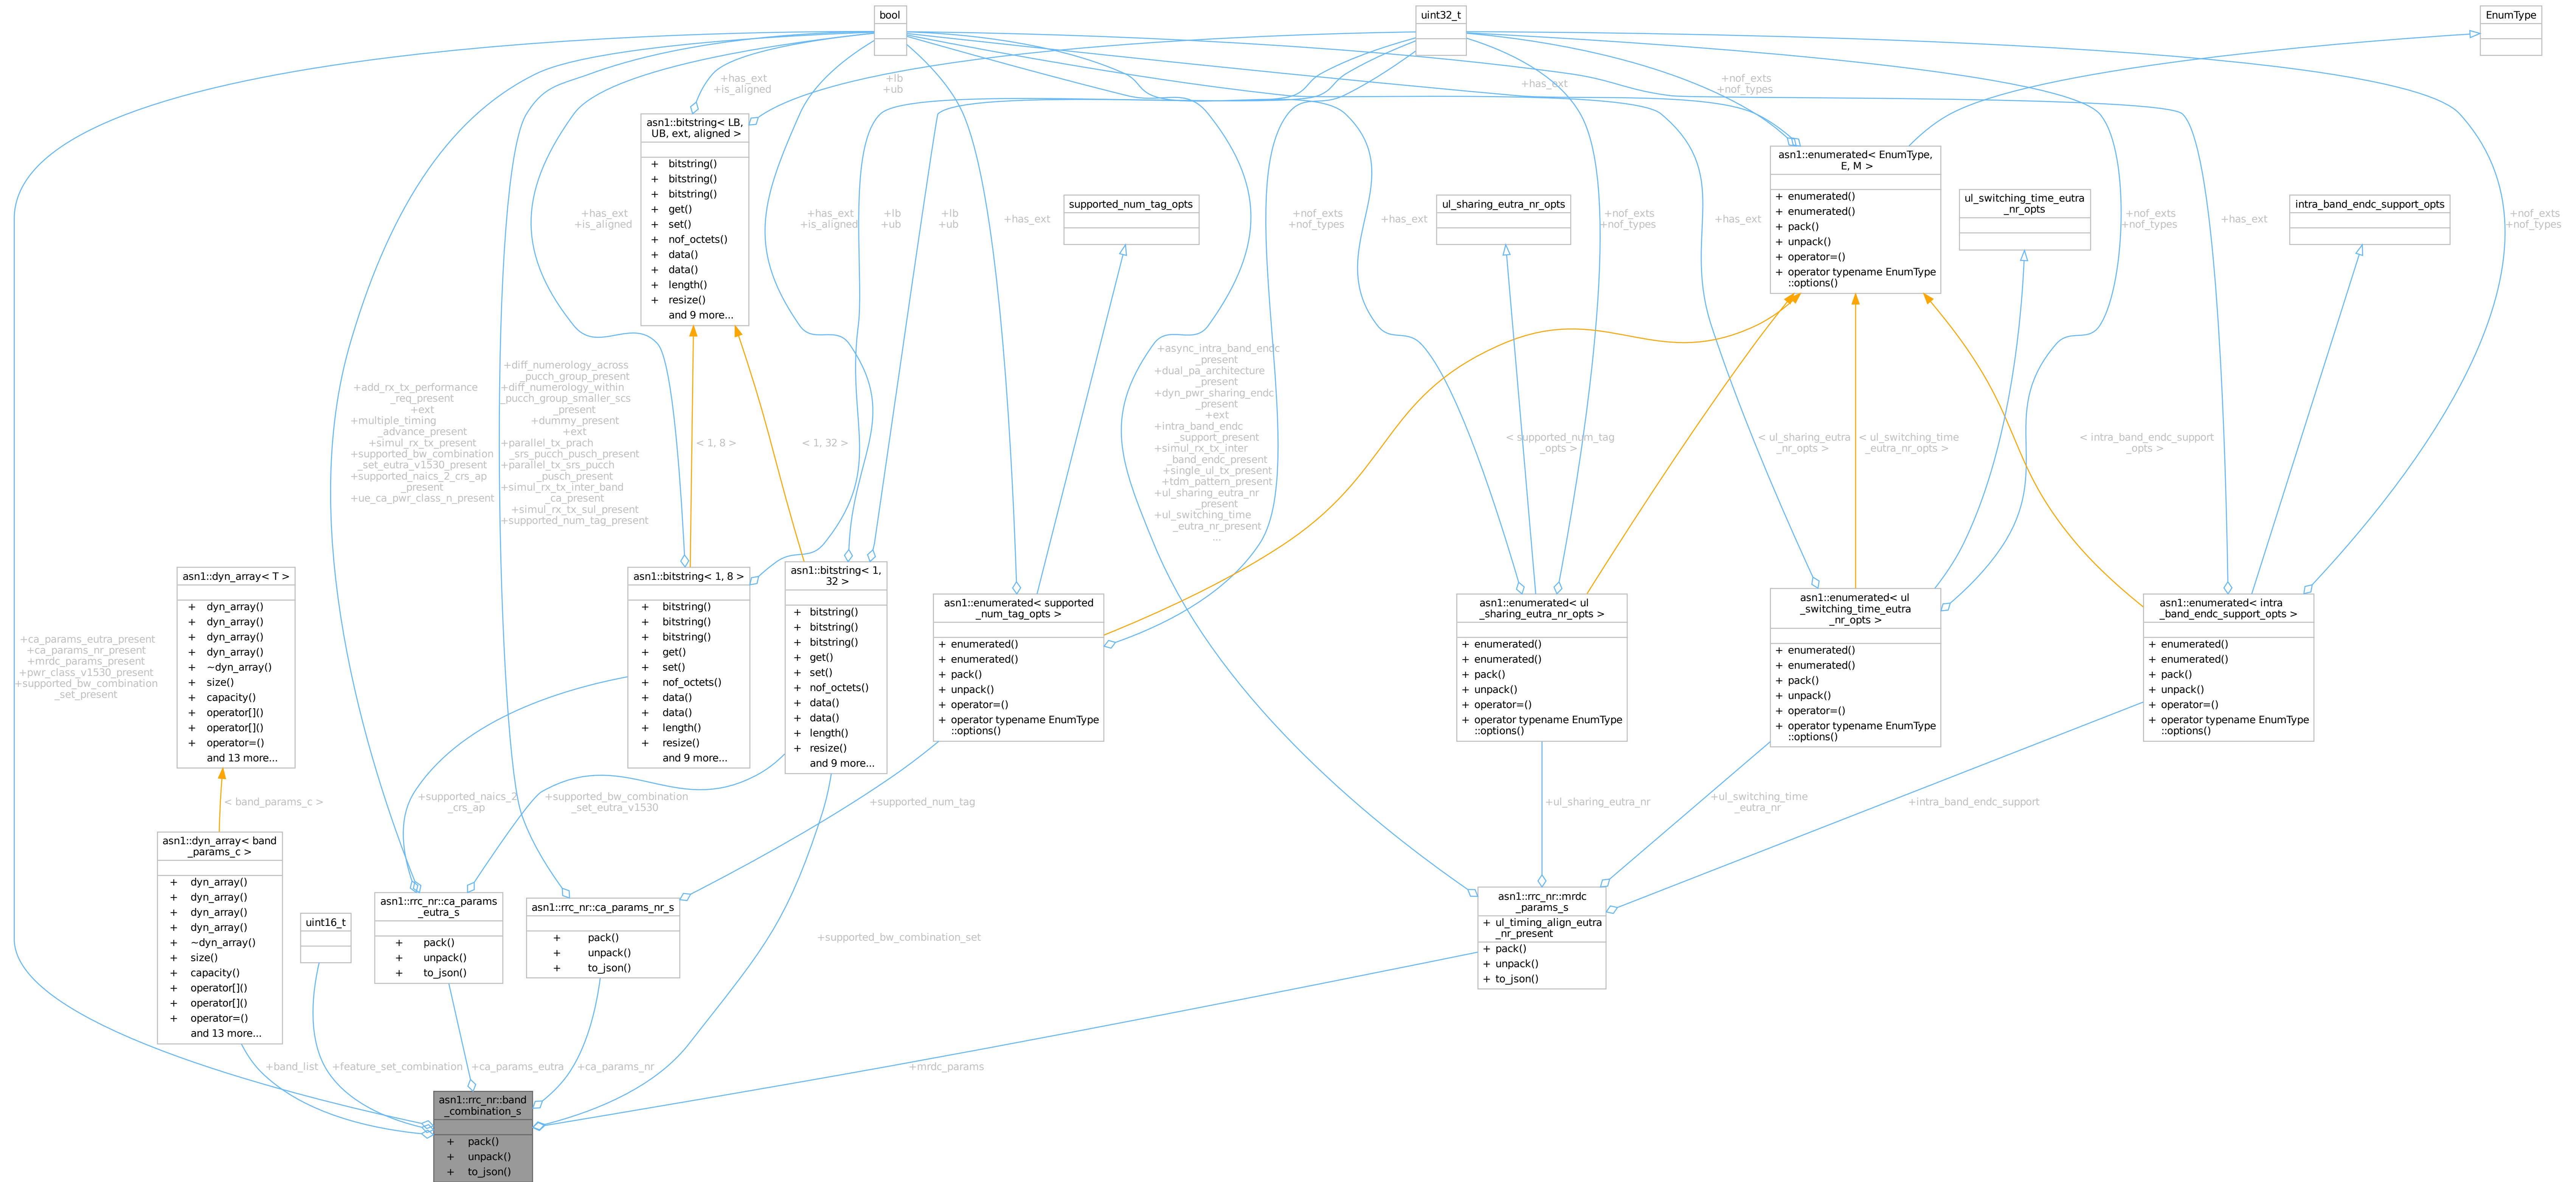 bool
uint32_t
EnumType
+has_ext
+is_aligned
+lb
+ub
+has_ext
+nof_exts
+nof_types
asn1::bitstring< LB,
UB, ext, aligned >
+ bitstring()
+ bitstring()
+ bitstring()
+ get()
+ set()
+ nof_octets()
+ data()
+ data()
+ length()
+ resize()
and 9 more...
asn1::enumerated< EnumType,
E, M >
+ enumerated()
+ enumerated()
+ pack()
+ unpack()
+ operator=()
+ operator typename EnumType
::options()
supported_num_tag_opts
ul_sharing_eutra_nr_opts
ul_switching_time_eutra
_nr_opts
intra_band_endc_support_opts
+has_ext
+is_aligned
+has_ext
+is_aligned
+lb
+ub
+lb
+ub
+has_ext
+nof_exts
+nof_types
+has_ext
+nof_exts
+nof_types
+has_ext
+nof_exts
+nof_types
+has_ext
+nof_exts
+nof_types
+add_rx_tx_performance
_req_present
+ext
+multiple_timing
_advance_present
+simul_rx_tx_present
+supported_bw_combination
_set_eutra_v1530_present
+supported_naics_2_crs_ap
_present
+ue_ca_pwr_class_n_present
+diff_numerology_across
_pucch_group_present
+diff_numerology_within
_pucch_group_smaller_scs
_present
+dummy_present
+ext
+parallel_tx_prach
_srs_pucch_pusch_present
+parallel_tx_srs_pucch
_pusch_present
+simul_rx_tx_inter_band
_ca_present
+simul_rx_tx_sul_present
+supported_num_tag_present
< 1, 8 >
< 1, 32 >
+async_intra_band_endc
_present
+dual_pa_architecture
_present
+dyn_pwr_sharing_endc
_present
+ext
+intra_band_endc
_support_present
+simul_rx_tx_inter
_band_endc_present
+single_ul_tx_present
+tdm_pattern_present
+ul_sharing_eutra_nr
_present
+ul_switching_time
_eutra_nr_present
...
< supported_num_tag
_opts >
< ul_sharing_eutra
_nr_opts >
< ul_switching_time
_eutra_nr_opts >
< intra_band_endc_support
_opts >
asn1::dyn_array< T >
+ dyn_array()
+ dyn_array()
+ dyn_array()
+ dyn_array()
+ ~dyn_array()
+ size()
+ capacity()
+ operator[]()
+ operator[]()
+ operator=()
and 13 more...
asn1::bitstring< 1, 8 >
+ bitstring()
+ bitstring()
+ bitstring()
+ get()
+ set()
+ nof_octets()
+ data()
+ data()
+ length()
+ resize()
and 9 more...
asn1::bitstring< 1,
32 >
+ bitstring()
+ bitstring()
+ bitstring()
+ get()
+ set()
+ nof_octets()
+ data()
+ data()
+ length()
+ resize()
and 9 more...
asn1::enumerated< supported
_num_tag_opts >
+ enumerated()
+ enumerated()
+ pack()
+ unpack()
+ operator=()
+ operator typename EnumType
::options()
asn1::enumerated< ul
_sharing_eutra_nr_opts >
+ enumerated()
+ enumerated()
+ pack()
+ unpack()
+ operator=()
+ operator typename EnumType
::options()
asn1::enumerated< ul
_switching_time_eutra
_nr_opts >
+ enumerated()
+ enumerated()
+ pack()
+ unpack()
+ operator=()
+ operator typename EnumType
::options()
asn1::enumerated< intra
_band_endc_support_opts >
+ enumerated()
+ enumerated()
+ pack()
+ unpack()
+ operator=()
+ operator typename EnumType
::options()
+ca_params_eutra_present
+ca_params_nr_present
+mrdc_params_present
+pwr_class_v1530_present
+supported_bw_combination
_set_present
< band_params_c >
+supported_naics_2
_crs_ap
+supported_bw_combination
_set_eutra_v1530
+supported_num_tag
+ul_sharing_eutra_nr
+ul_switching_time
_eutra_nr
+intra_band_endc_support
asn1::dyn_array< band
_params_c >
+ dyn_array()
+ dyn_array()
+ dyn_array()
+ dyn_array()
+ ~dyn_array()
+ size()
+ capacity()
+ operator[]()
+ operator[]()
+ operator=()
and 13 more...
uint16_t
asn1::rrc_nr::ca_params
_eutra_s
+ pack()
+ unpack()
+ to_json()
asn1::rrc_nr::ca_params_nr_s
+ pack()
+ unpack()
+ to_json()
+supported_bw_combination_set
asn1::rrc_nr::mrdc
_params_s
+ ul_timing_align_eutra
_nr_present
+ pack()
+ unpack()
+ to_json()
+band_list
+feature_set_combination
+ca_params_eutra
+ca_params_nr
+mrdc_params
asn1::rrc_nr::band
_combination_s
+ pack()
+ unpack()
+ to_json()